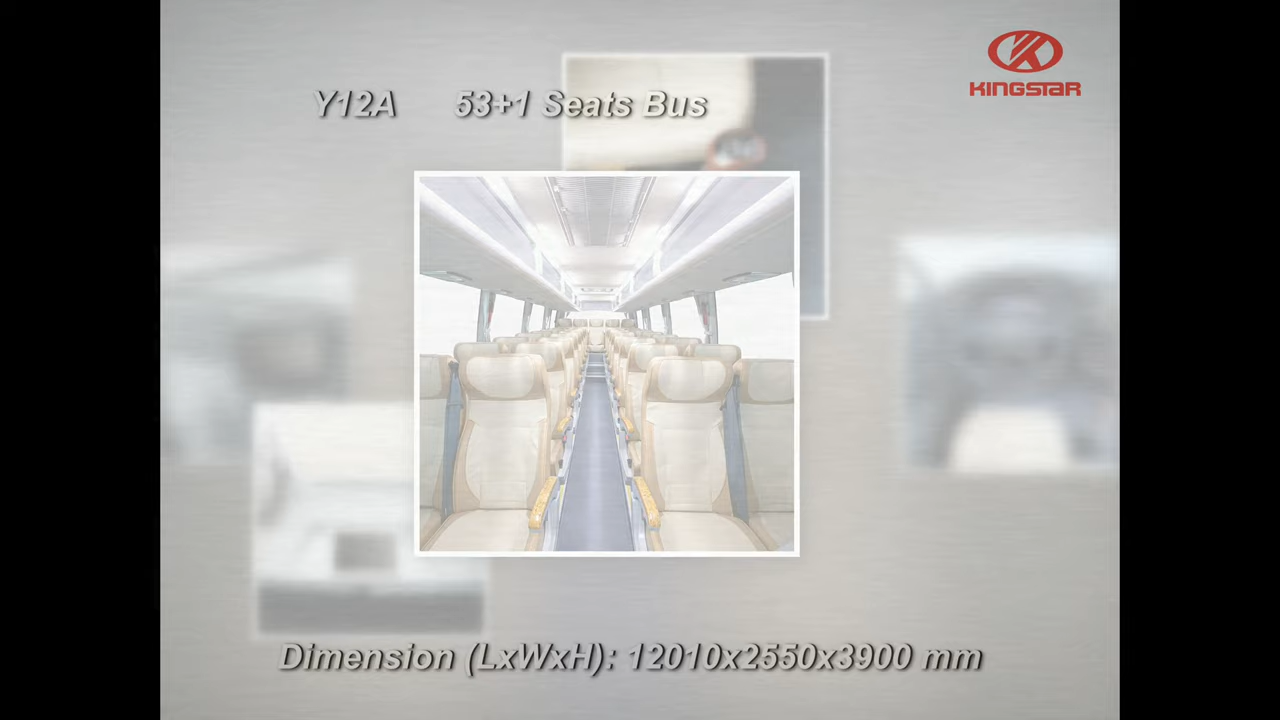 KINGSTAR
Y12A 53+1 Seats Bus
Dimension (LxWxH): 12010x2550x3900 mm